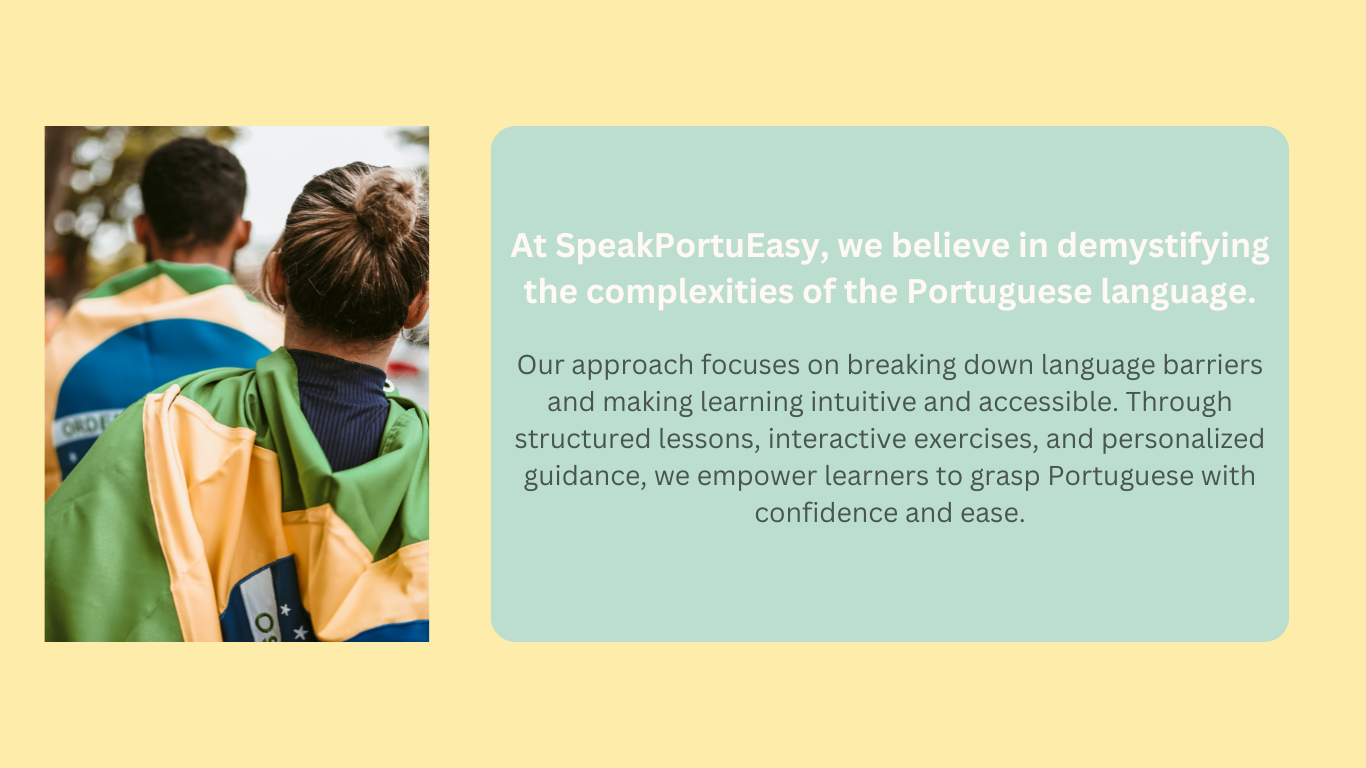 At SpeakPortuEasy, we believe in demystifying
the complexities of the Portuguese language.
Our approach focuses on breaking down language barriers
and making learning intuitive and accessible. Through
structured lessons, interactive exercises, and personalized
guidance, we empower learners to grasp Portuguese with
confidence and ease.